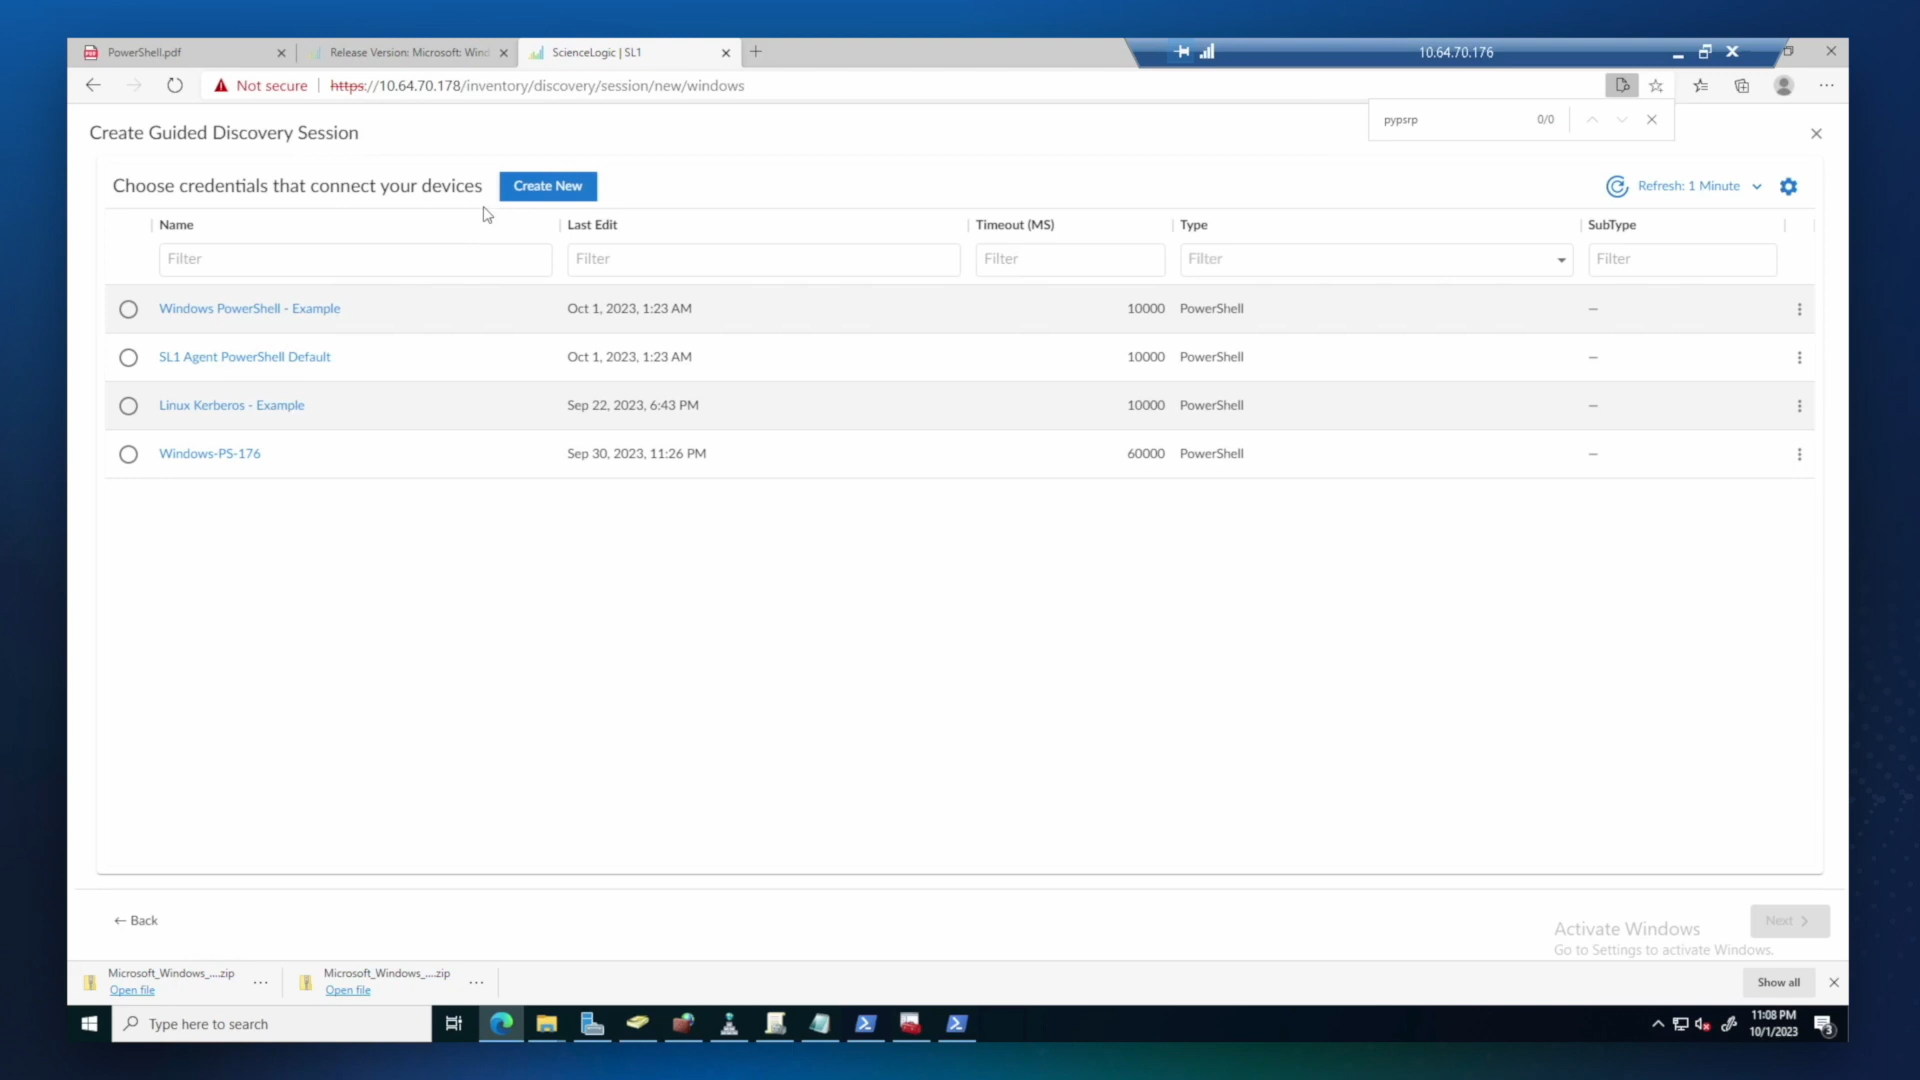 PowerShell.pdf
Release Version: Microsoft: Wind
ScienceLogic | SL1
10.64.70.176
Not secure
https://10.64.70.178/inventory/discovery/session/new/windows
pypsrp 0/0
Create Guided Discovery Session
Choose credentials that connect your devices
Create New
Refresh: 1 Minute
Name Last Edit Timeout (MS) Type SubType
Filter Filter Filter Filter Filter
Windows PowerShell - Example Oct 1, 2023, 1:23 AM 10000 PowerShell —
SL1 Agent PowerShell Default Oct 1, 2023, 1:23 AM 10000 PowerShell —
Linux Kerberos - Example Sep 22, 2023, 6:43 PM 10000 PowerShell —
Windows-PS-176 Sep 30, 2023, 11:26 PM 60000 PowerShell —
← Back
Next
Activate Windows
Go to Settings to activate Windows.
Microsoft_Windows_....zip
Open file
Microsoft_Windows_....zip
Open file
Show all
Type here to search
11:08 PM
10/1/2023
3